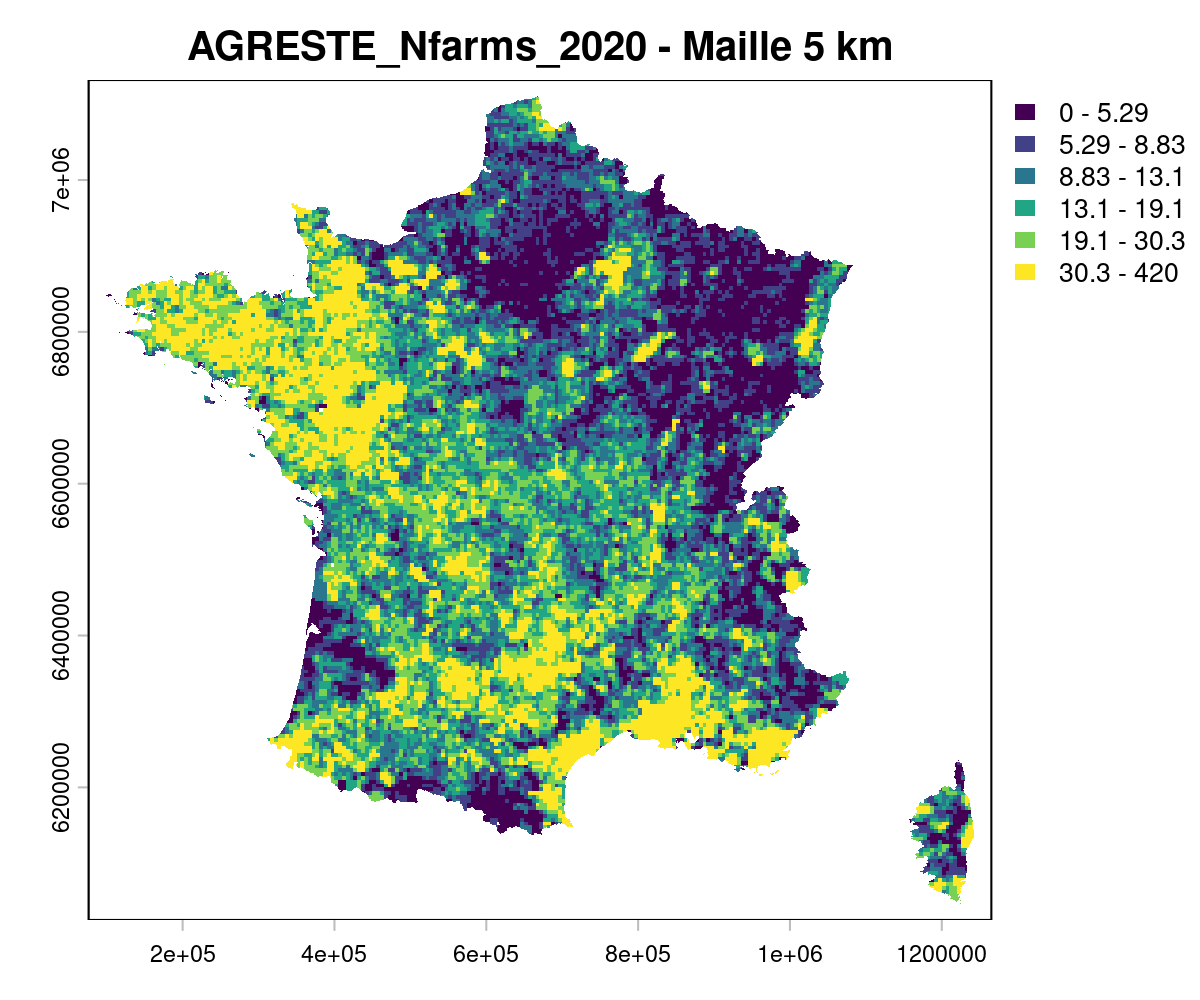 AGRESTE_Nfarms_2020 - Maille 5 km
0 - 5.29
5.29 - 8.83
8.83 - 13.1
13.1 - 19.1
19.1 - 30.3
30.3 - 420
7e+06
6800000
6600000
6400000
6200000
2e+05
4e+05
6e+05
8e+05
1e+06
1200000